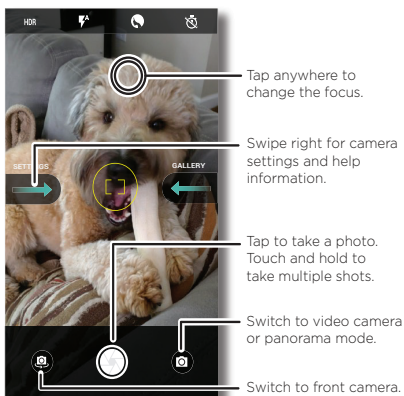 HDR
A
Tap anywhere to
change the focus.
Swipe right for camera
settings and help
information.
SETTINGS
GALLERY
Tap to take a photo.
Touch and hold to
take multiple shots.
Switch to video camera
or panorama mode.
Switch to front camera.